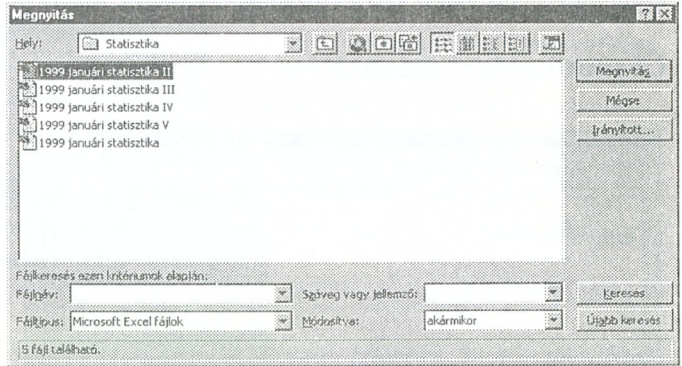 Megnyitás
Hely: Statisztika
1999 januári statisztika II
1999 januári statisztika III
1999 januári statisztika IV
1999 januári statisztika V
1999 januári statisztika
Megnyitás
Mégse
Irányított...
Fájlkeresés ezen kritériumok alapján:
Fájlnév: Szöveg vagy jellemző: Keresés
Fájltípus: Microsoft Excel fájlok Módosítva: akármikor Újabb keresés
5 fájl található.